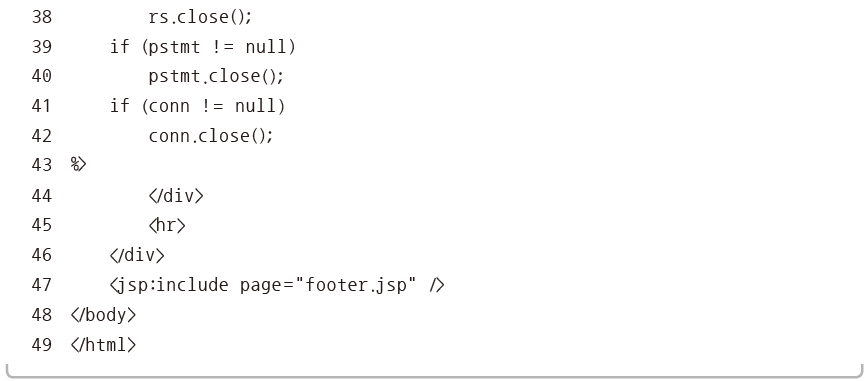 38         rs.close();
39     if (pstmt != null)
40         pstmt.close();
41     if (conn != null)
42         conn.close();
43 %>
44         </div>
45         <hr>
46     </div>
47     <jsp:include page="footer.jsp" />
48 </body>
49 </html>